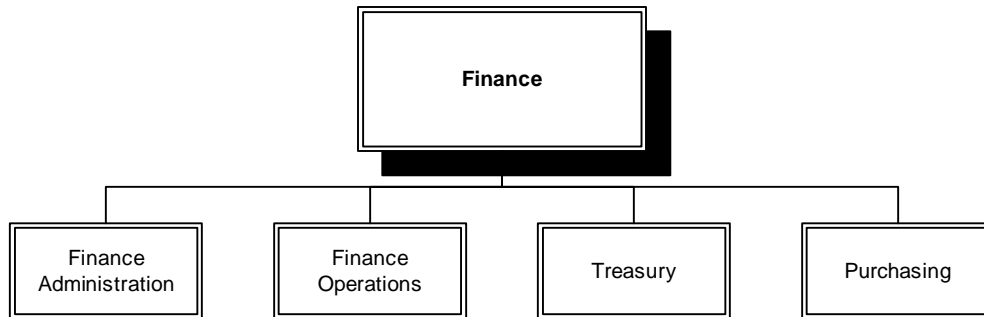 Finance
Finance
Administration
Finance
Operations
Treasury
Purchasing